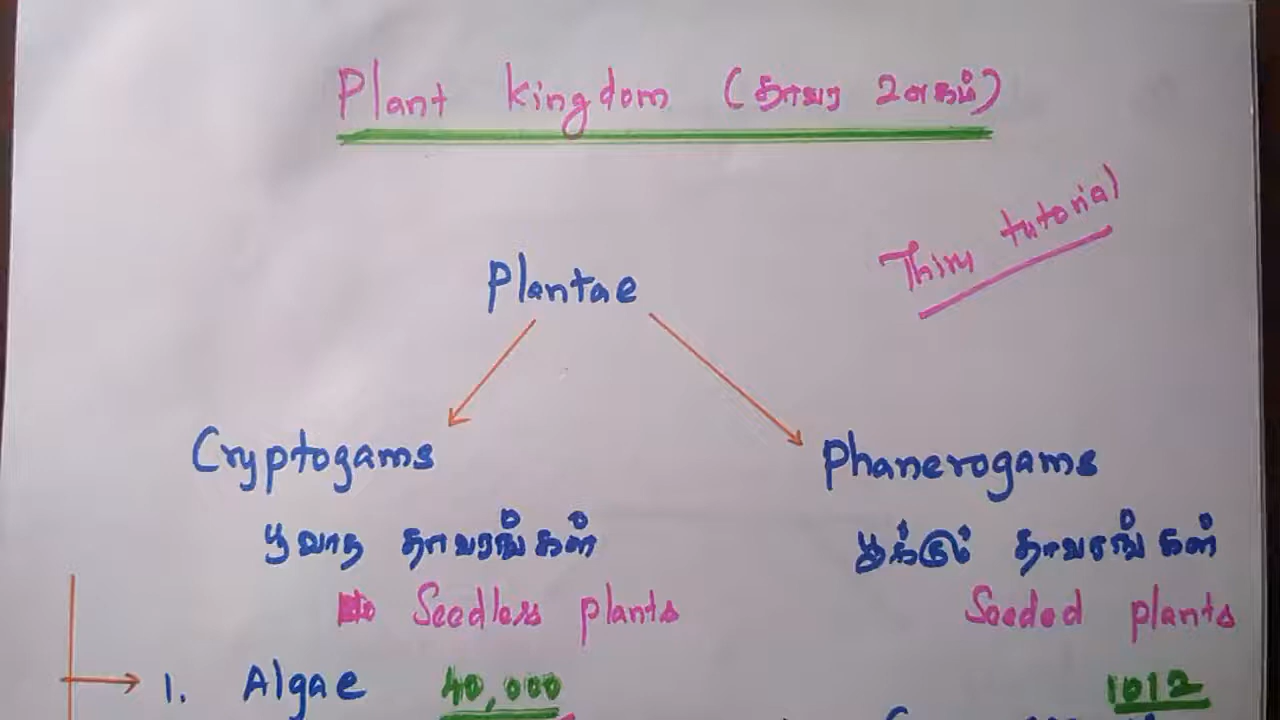 Plant kingdom (தாவர உலகம்)
Thiru tutorial
Plantae
Cryptogams Phanerogams
பூவாத தாவரங்கள் பூக்கும் தாவரங்கள்
Seedless plants Seeded plants
1. Algae 40,000 1012